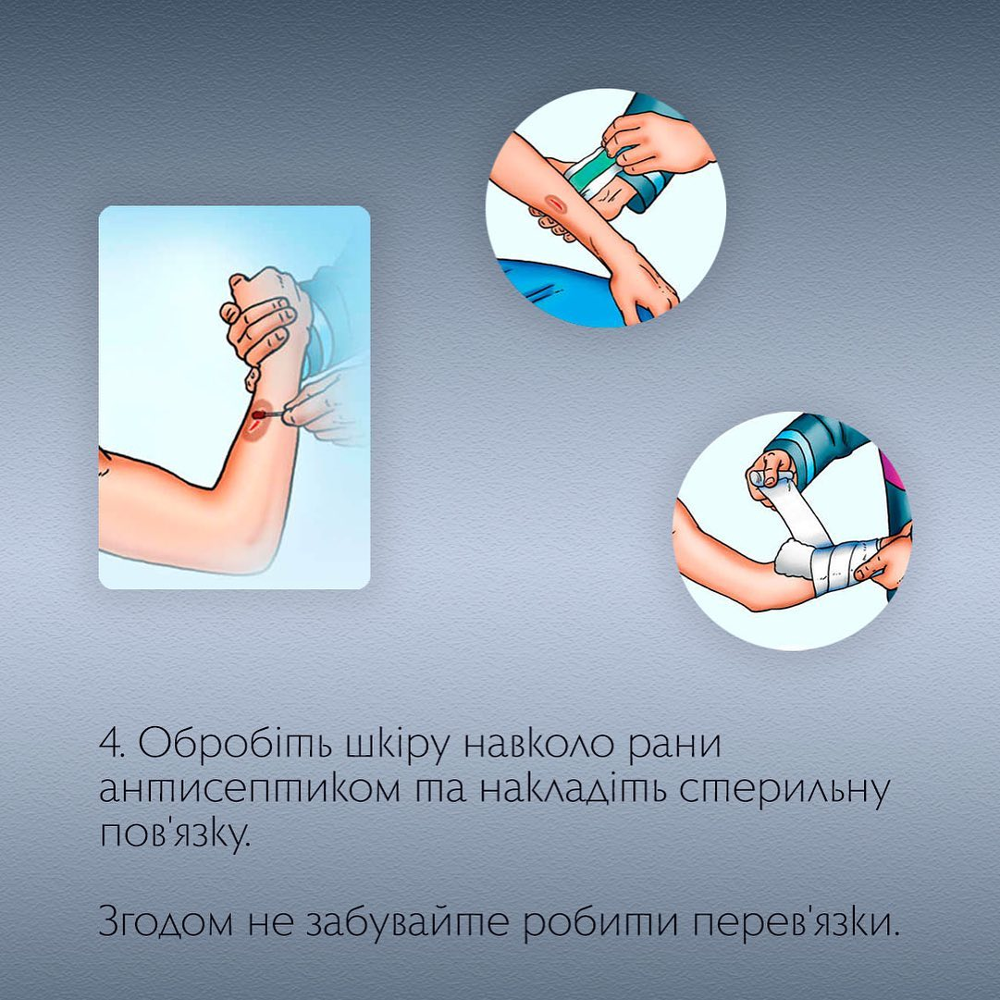 4. Обробіть шкіру навколо рани
антисептиком та накладіть стерильну
пов'язку.
Згодом не забувайте робити перев'язки.